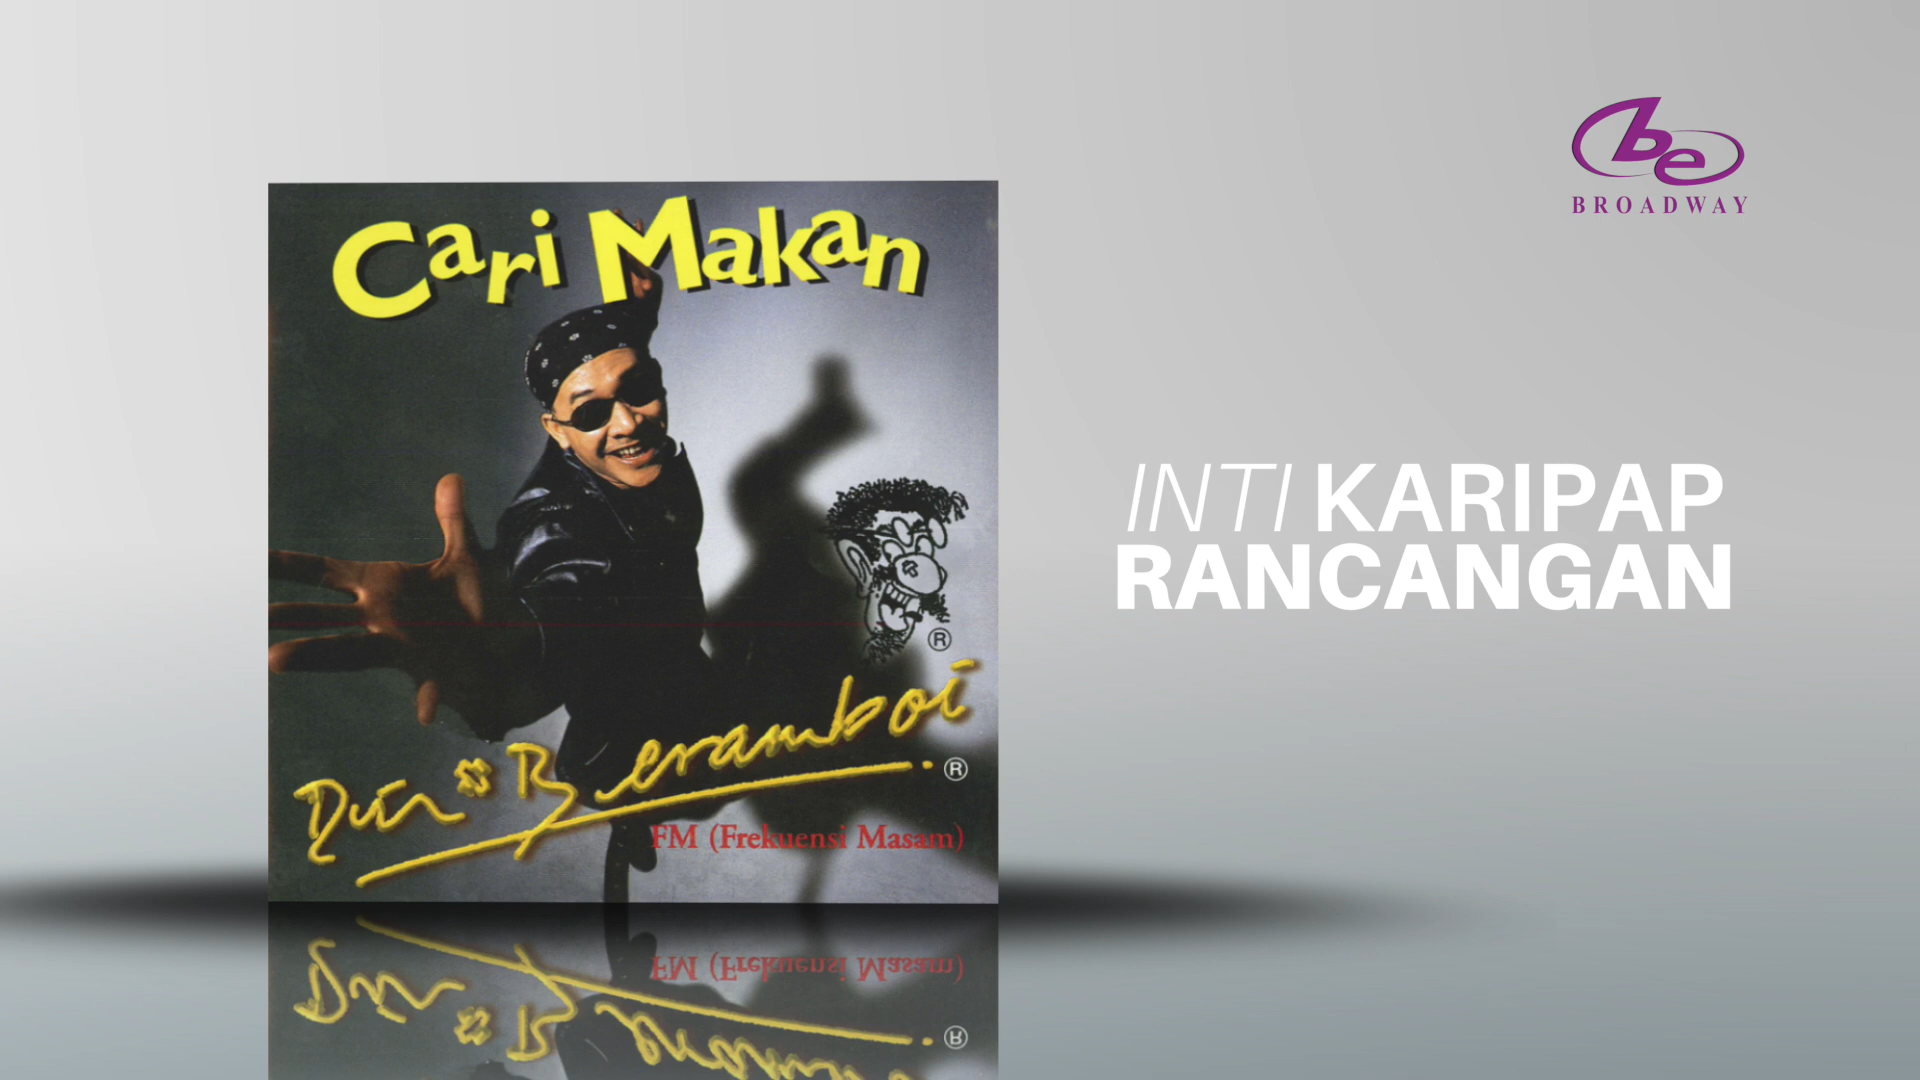 be
BROADWAY
Cari Makan
INTI KARIPAP
RANCANGAN
®
Din Beramboi ®
FM (Frekuensi Masam)